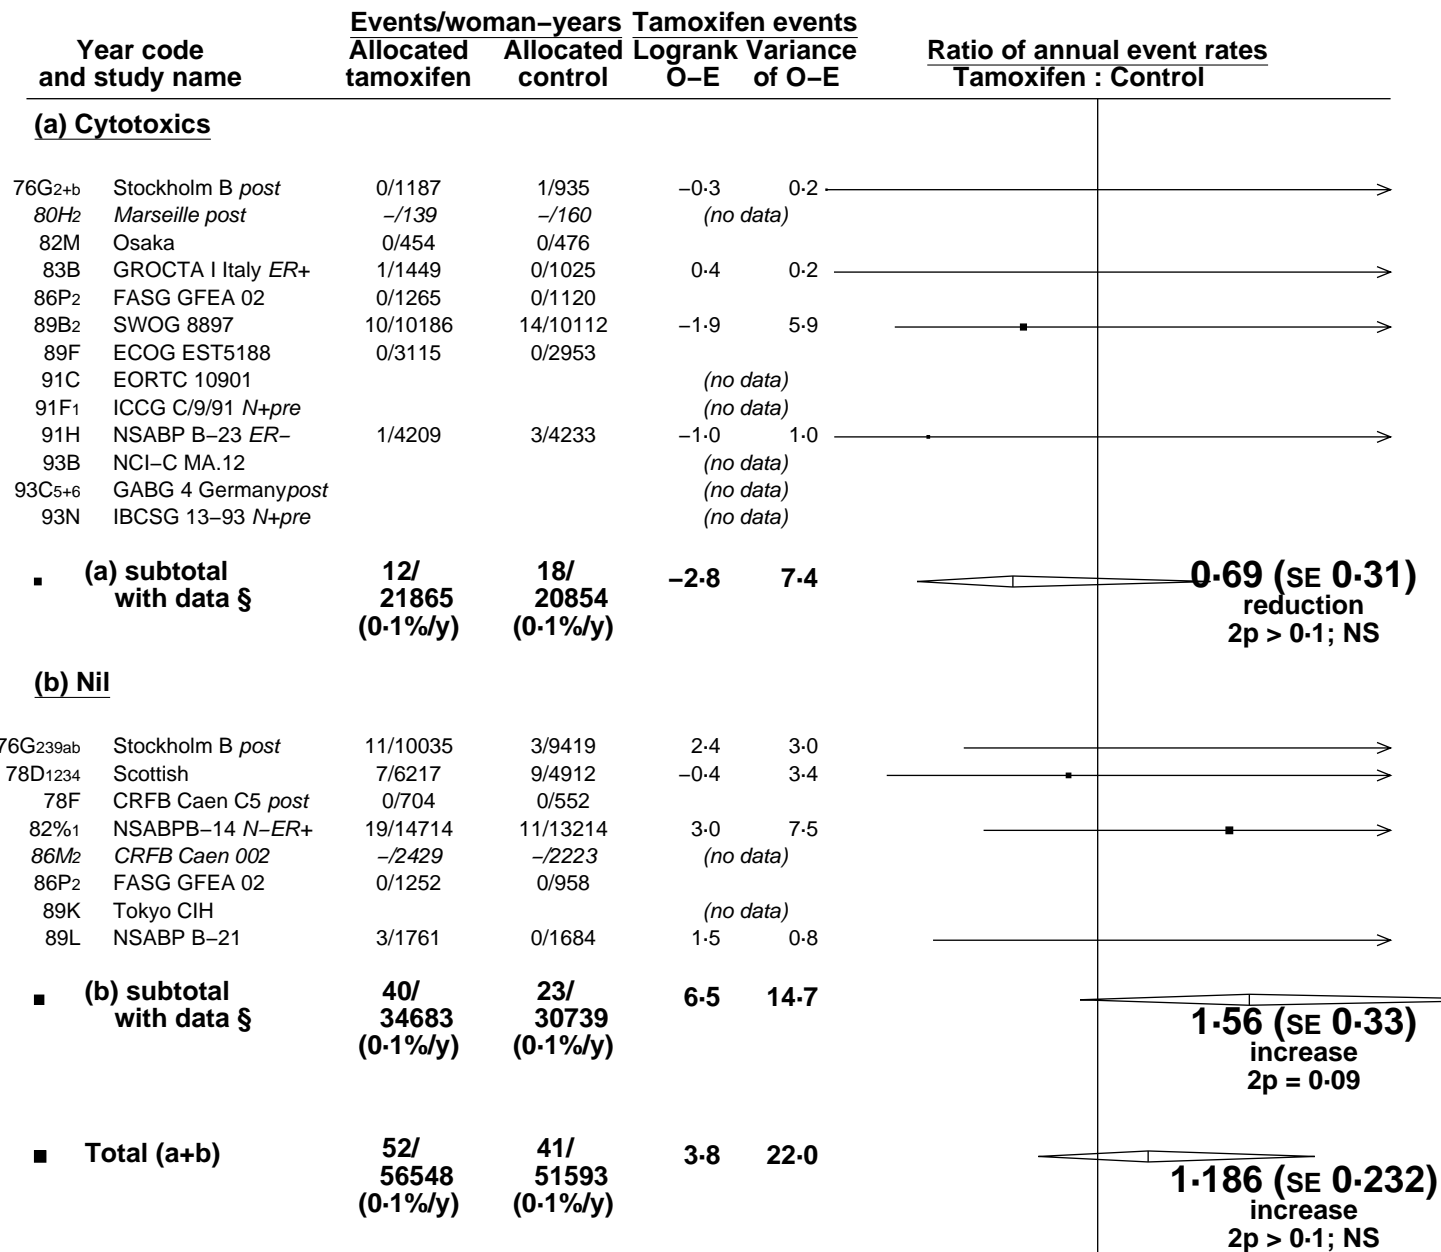 Events/woman–years Tamoxifen events
Year code Allocated Allocated Logrank Variance Ratio of annual event rates
and study name tamoxifen control O–E of O–E Tamoxifen : Control
(a) Cytotoxics
76G2+b Stockholm B post 0/1187 1/935 –0·3 0·2
80H2 Marseille post –/139 –/160 (no data)
82M Osaka 0/454 0/476
83B GROCTA I Italy ER+ 1/1449 0/1025 0·4 0·2
86P2 FASG GFEA 02 0/1265 0/1120
89B2 SWOG 8897 10/10186 14/10112 –1·9 5·9
89F ECOG EST5188 0/3115 0/2953
91C EORTC 10901 (no data)
91F1 ICCG C/9/91 N+pre (no data)
91H NSABP B–23 ER– 1/4209 3/4233 –1·0 1·0
93B NCI–C MA.12 (no data)
93C5+6 GABG 4 Germanypost (no data)
93N IBCSG 13–93 N+pre (no data)
(a) subtotal 12/ 18/ –2·8 7·4 0·69 (SE 0·31)
with data § 21865 20854 reduction
(0·1%/y) (0·1%/y) 2p > 0·1; NS
(b) Nil
76G239ab Stockholm B post 11/10035 3/9419 2·4 3·0
78D1234 Scottish 7/6217 9/4912 –0·4 3·4
78F CRFB Caen C5 post 0/704 0/552
82%1 NSABPB–14 N–ER+ 19/14714 11/13214 3·0 7·5
86M2 CRFB Caen 002 –/2429 –/2223 (no data)
86P2 FASG GFEA 02 0/1252 0/958
89K Tokyo CIH (no data)
89L NSABP B–21 3/1761 0/1684 1·5 0·8
(b) subtotal 40/ 23/ 6·5 14·7
with data § 34683 30739 1·56 (SE 0·33)
(0·1%/y) (0·1%/y) increase
2p = 0·09
Total (a+b) 52/ 41/ 3·8 22·0
56548 51593 1·186 (SE 0·232)
(0·1%/y) (0·1%/y) increase
2p > 0·1; NS